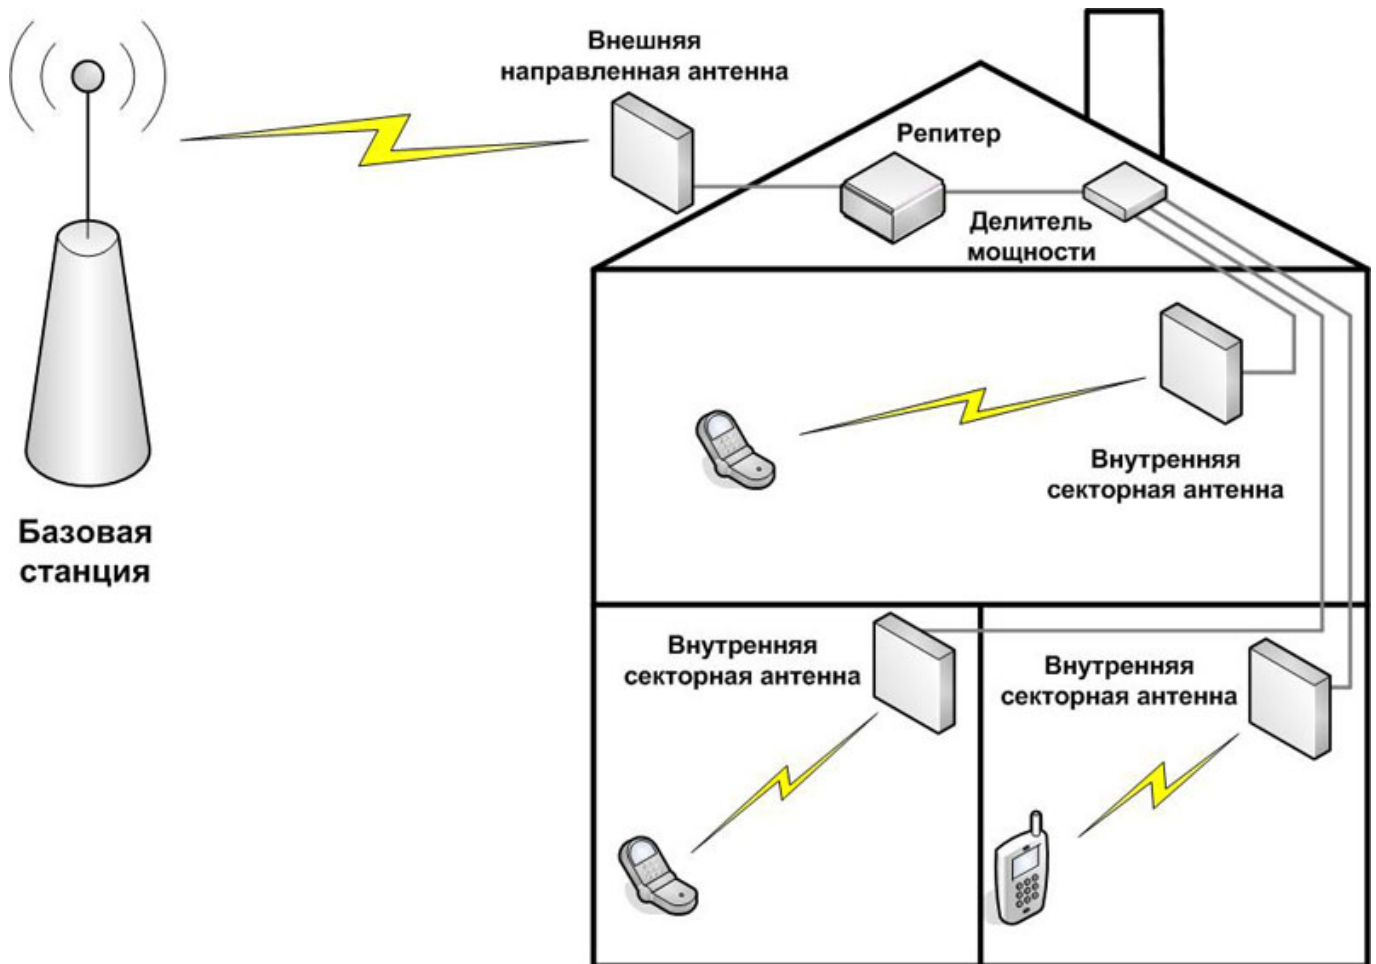 Внешняя
направленная антенна
Репитер
Делитель
мощности
Внутренняя
секторная антенна
Базовая
станция
Внутренняя
секторная антенна
Внутренняя
секторная антенна